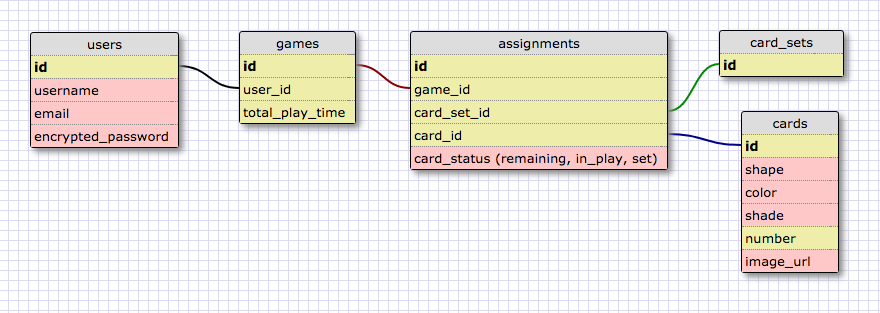 users
id
username
email
encrypted_password
games
id
user_id
total_play_time
assignments
id
game_id
card_set_id
card_id
card_status (remaining, in_play, set)
card_sets
id
cards
id
shape
color
shade
number
image_url